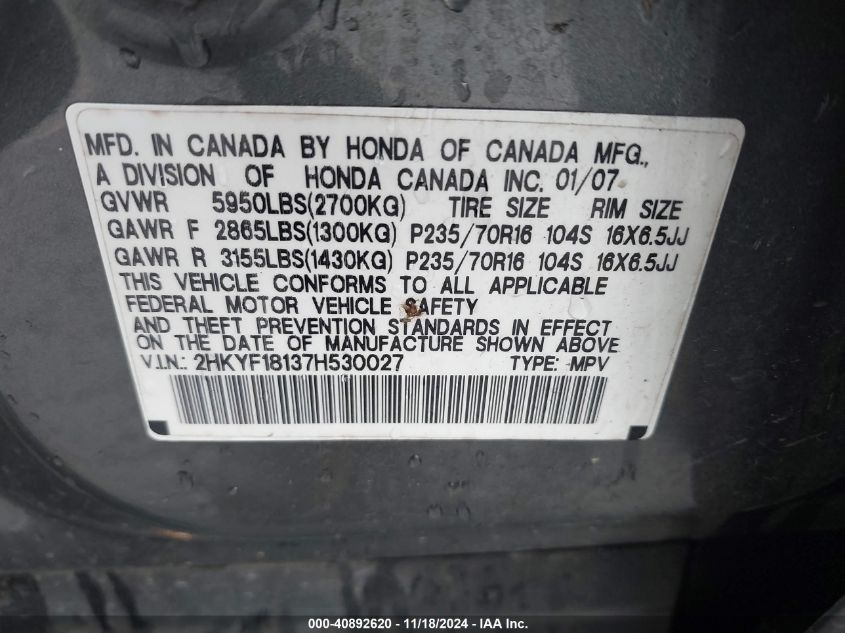 MFD. IN CANADA BY HONDA OF CANADA MFG.,
A DIVISION OF HONDA CANADA INC. 01/07
GVWR 5950LBS(2700KG) TIRE SIZE RIM SIZE
GAWR F 2865LBS(1300KG) P235/70R16 104S 16X6.5JJ
GAWR R 3155LBS(1430KG) P235/70R16 104S 16X6.5JJ
THIS VEHICLE CONFORMS TO ALL APPLICABLE
FEDERAL MOTOR VEHICLE SAFETY
AND THEFT PREVENTION STANDARDS IN EFFECT
ON THE DATE OF MANUFACTURE SHOWN ABOVE
V.I.N.: 2HKYF18137H530027 TYPE: MPV
000-40892620 - 11/18/2024 - IAA Inc.